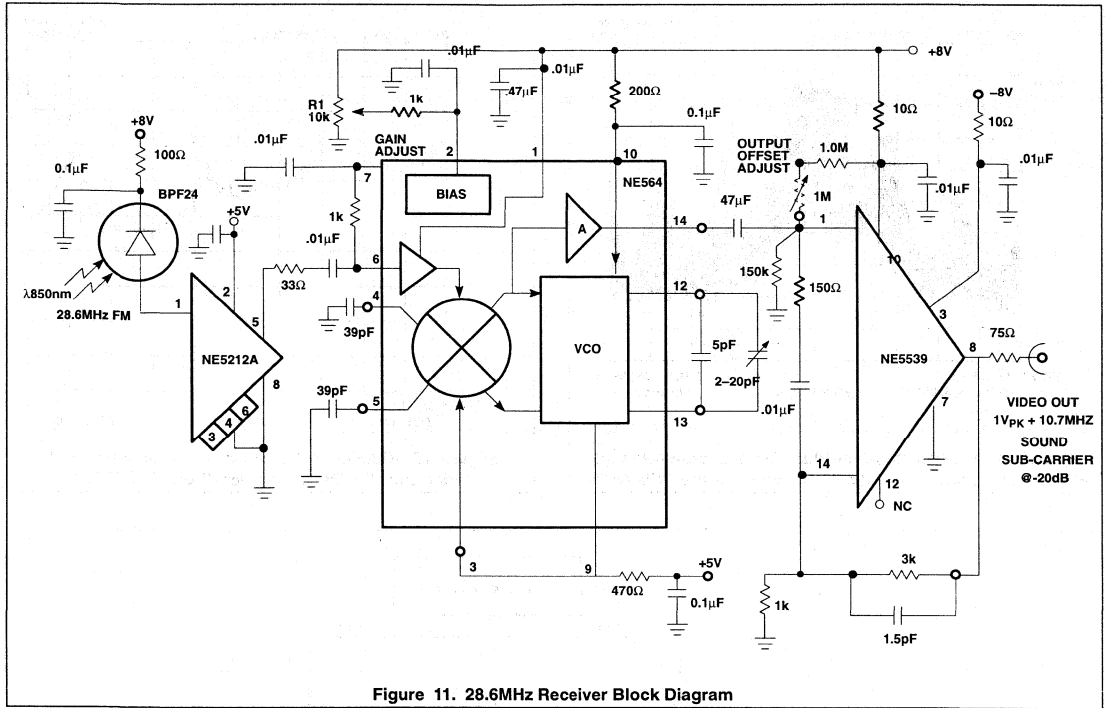 .01µF
+8V
.01µF
.47µF
200Ω
R1
10k
1k
0.1µF
10Ω
–8V
10Ω
+8V
100Ω
.01µF
GAIN
ADJUST
2
1
10
OUTPUT
OFFSET
ADJUST
1.0M
.01µF
.01µF
0.1µF
BPF24
7
BIAS
NE564
1M
+5V
1k
A
14
47µF
1
.01µF
6
10
λ850nm
28.6MHz FM
1
2
5
33Ω
4
39pF
12
150k
150Ω
3
NE5212A
8
VCO
5pF
2–20pF
NE5539
8
75Ω
39pF
5
13
.01µF
7
VIDEO OUT
1VPK + 10.7MHZ
SOUND
SUB-CARRIER
@-20dB
3
4
6
14
12
NC
3
9
470Ω
+5V
0.1µF
1k
3k
1.5pF
Figure 11. 28.6MHz Receiver Block Diagram